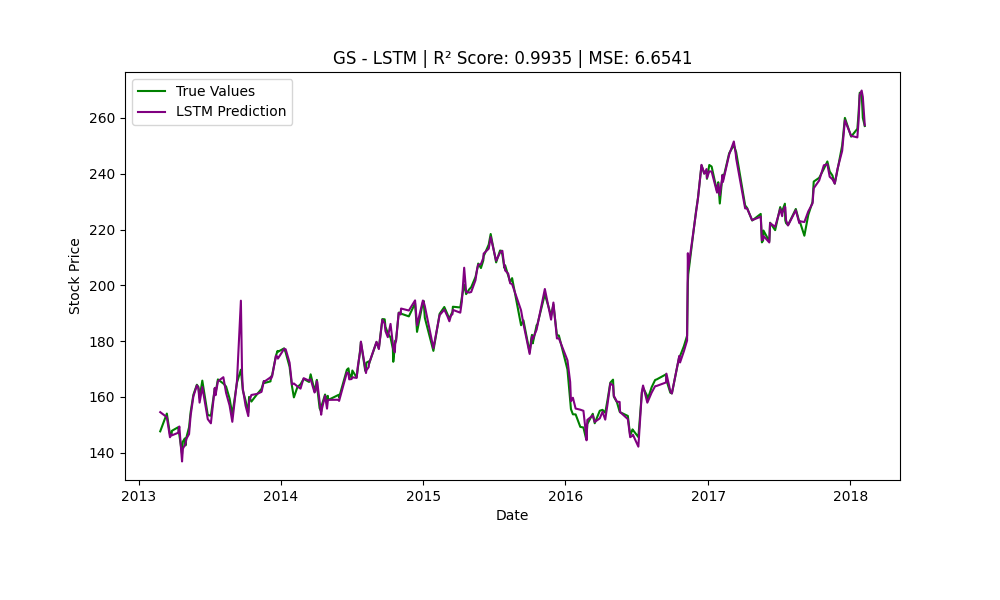 GS - LSTM | R² Score: 0.9935 | MSE: 6.6541
True Values
LSTM Prediction
Stock Price
260
240
220
200
180
160
140
2013 2014 2015 2016 2017 2018
Date